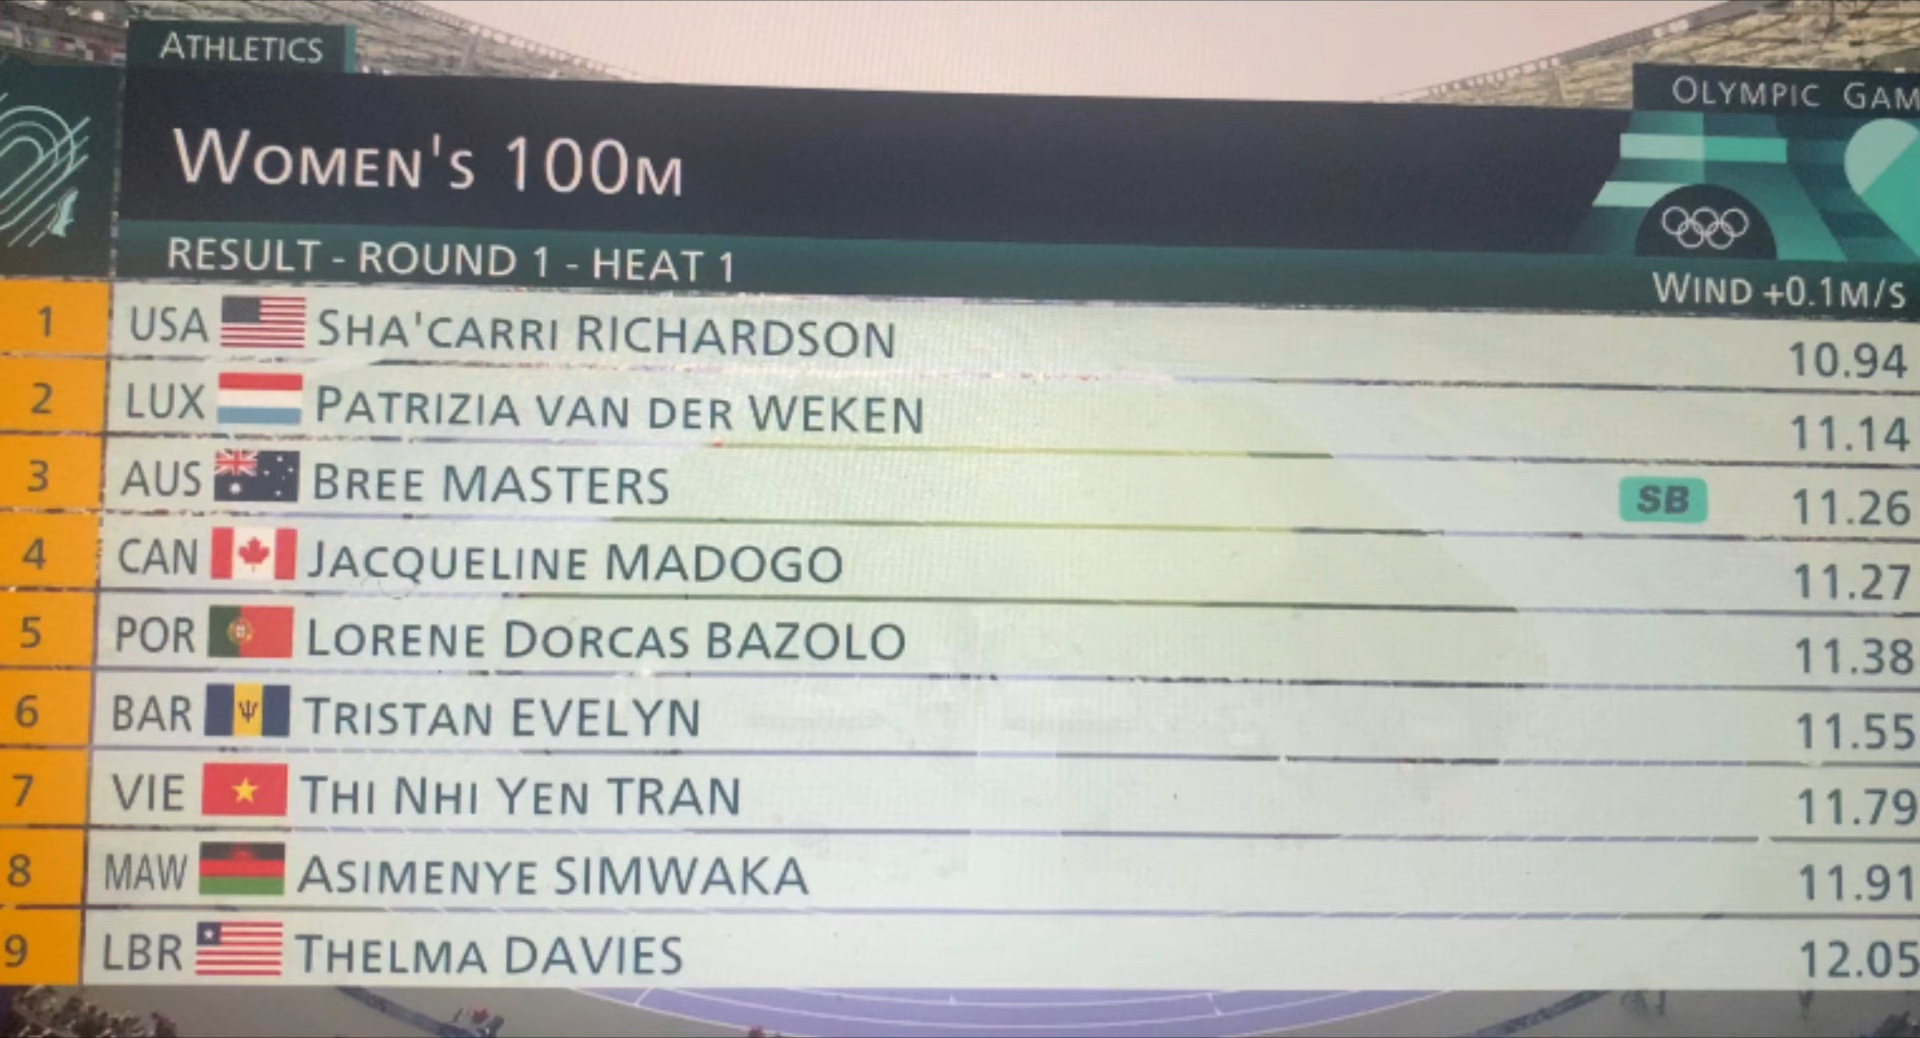 ATHLETICS
OLYMPIC GAM
WOMEN'S 100M
RESULT - ROUND 1 - HEAT 1
WIND +0.1M/S
1 USA SHA'CARRI RICHARDSON 10.94
2 LUX PATRIZIA VAN DER WEKEN 11.14
3 AUS BREE MASTERS SB 11.26
4 CAN JACQUELINE MADOGO 11.27
5 POR LORENE DORCAS BAZOLO 11.38
6 BAR TRISTAN EVELYN 11.55
7 VIE THI NHI YEN TRAN 11.79
8 MAW ASIMENYE SIMWAKA 11.91
9 LBR THELMA DAVIES 12.05